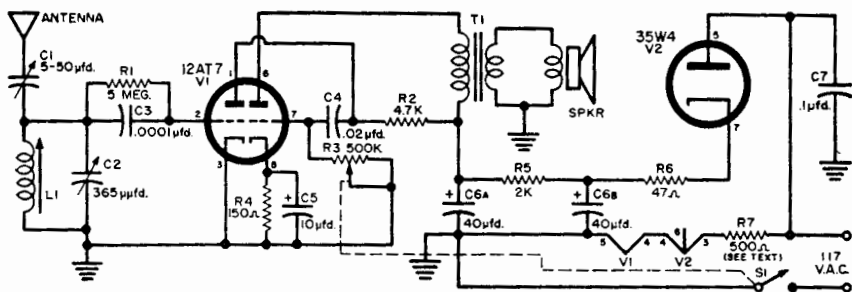 ANTENNA
C1
5-50 µfd.
R1
5 MEG.
C3
.0001µfd.
L1
C2
365µµfd.
12AT7
V1
1
6
2
7
3
8
R4
150Ω
C5
10µfd.
C4
.02µfd.
R3 500K
R2
4.7K
T1
SPKR
35W4
V2
5
7
C7
.1µfd.
R5
2K
R6
47Ω
C6A
40µfd.
C6B
40µfd.
5
V1
4
4
6
V2
3
R7
500Ω
(SEE TEXT)
S1
117
V.A.C.
+
+
+